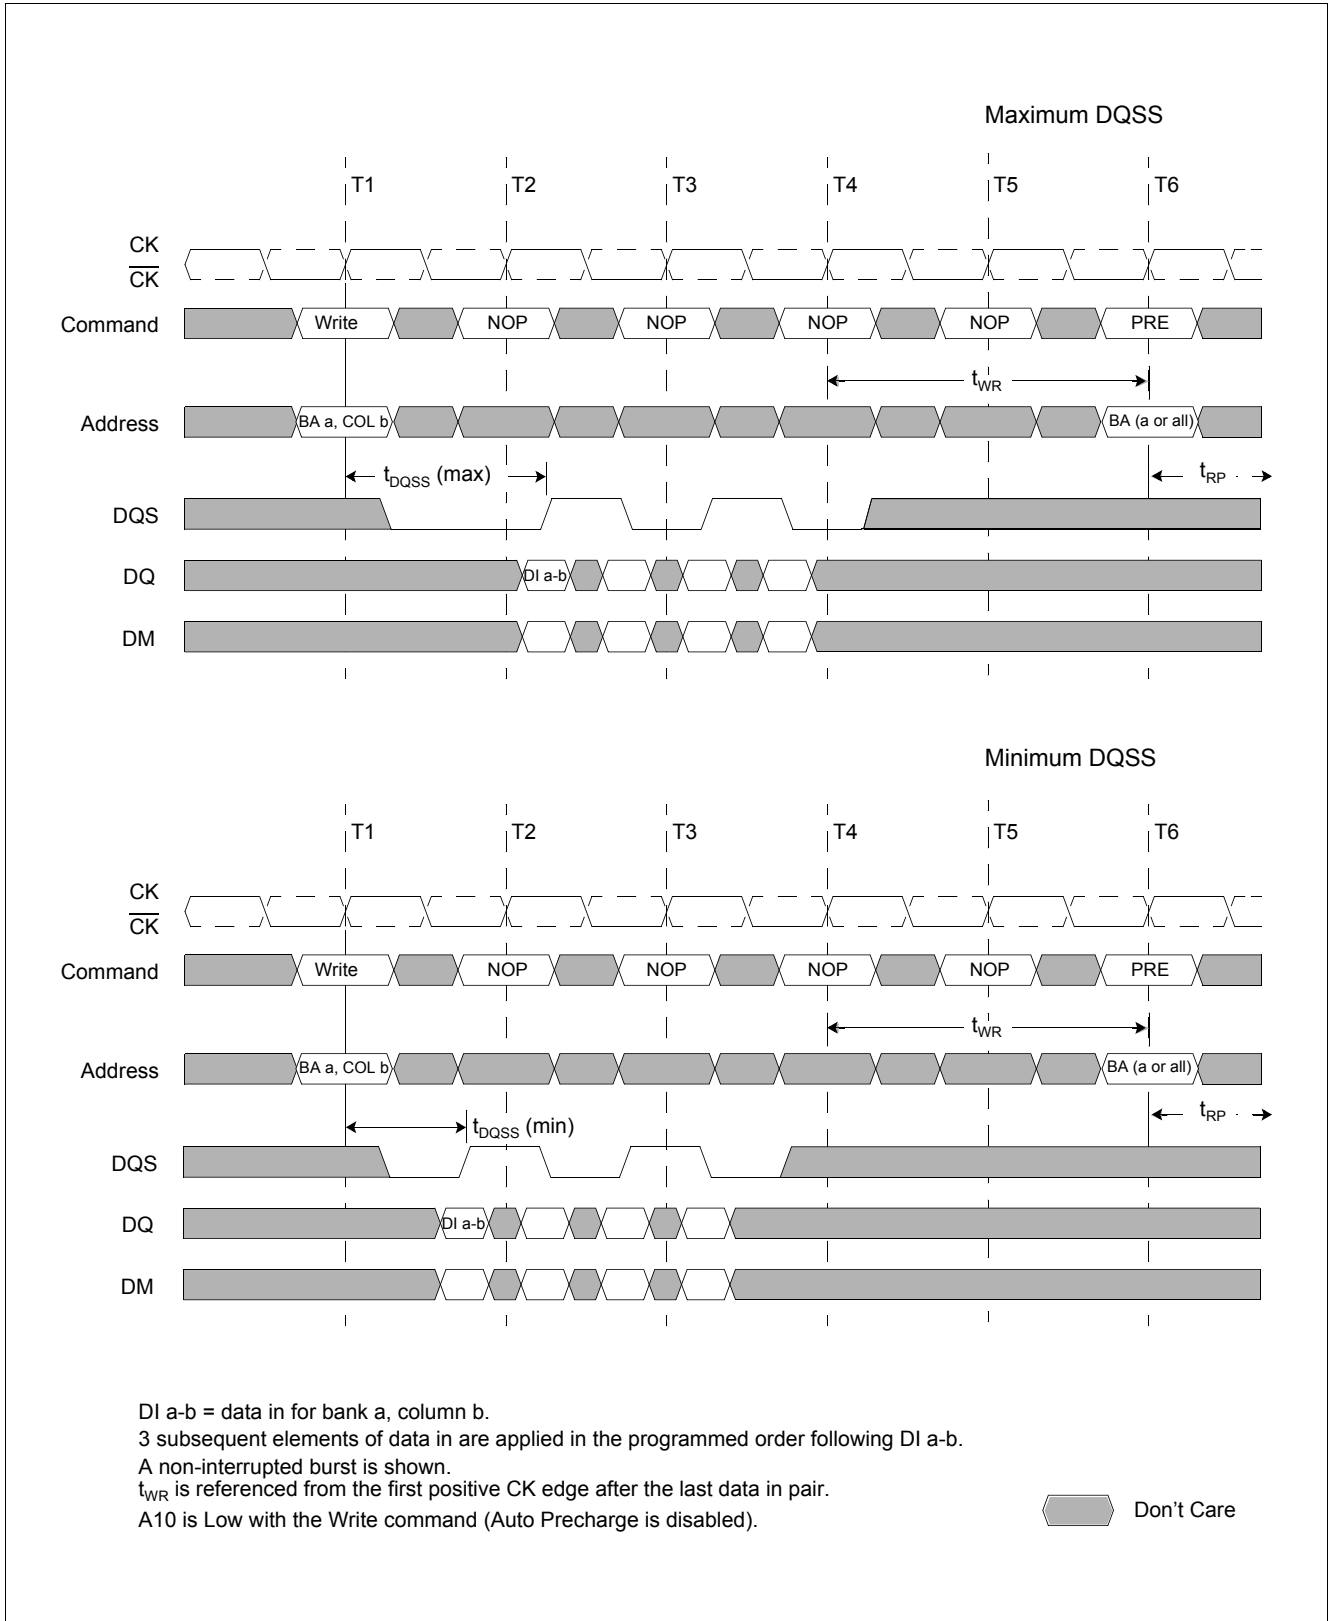 Maximum DQSS
T1 T2 T3 T4 T5 T6
CK
CK
Command Write NOP NOP NOP NOP PRE
tWR
Address BA a, COL b BA (a or all)
tDQSS (max) tRP
DQS
DQ DI a-b
DM
Minimum DQSS
T1 T2 T3 T4 T5 T6
CK
CK
Command Write NOP NOP NOP NOP PRE
tWR
Address BA a, COL b BA (a or all)
tDQSS (min) tRP
DQS
DQ DI a-b
DM
DI a-b = data in for bank a, column b.
3 subsequent elements of data in are applied in the programmed order following DI a-b.
A non-interrupted burst is shown.
tWR is referenced from the first positive CK edge after the last data in pair.
A10 is Low with the Write command (Auto Precharge is disabled).
Don't Care